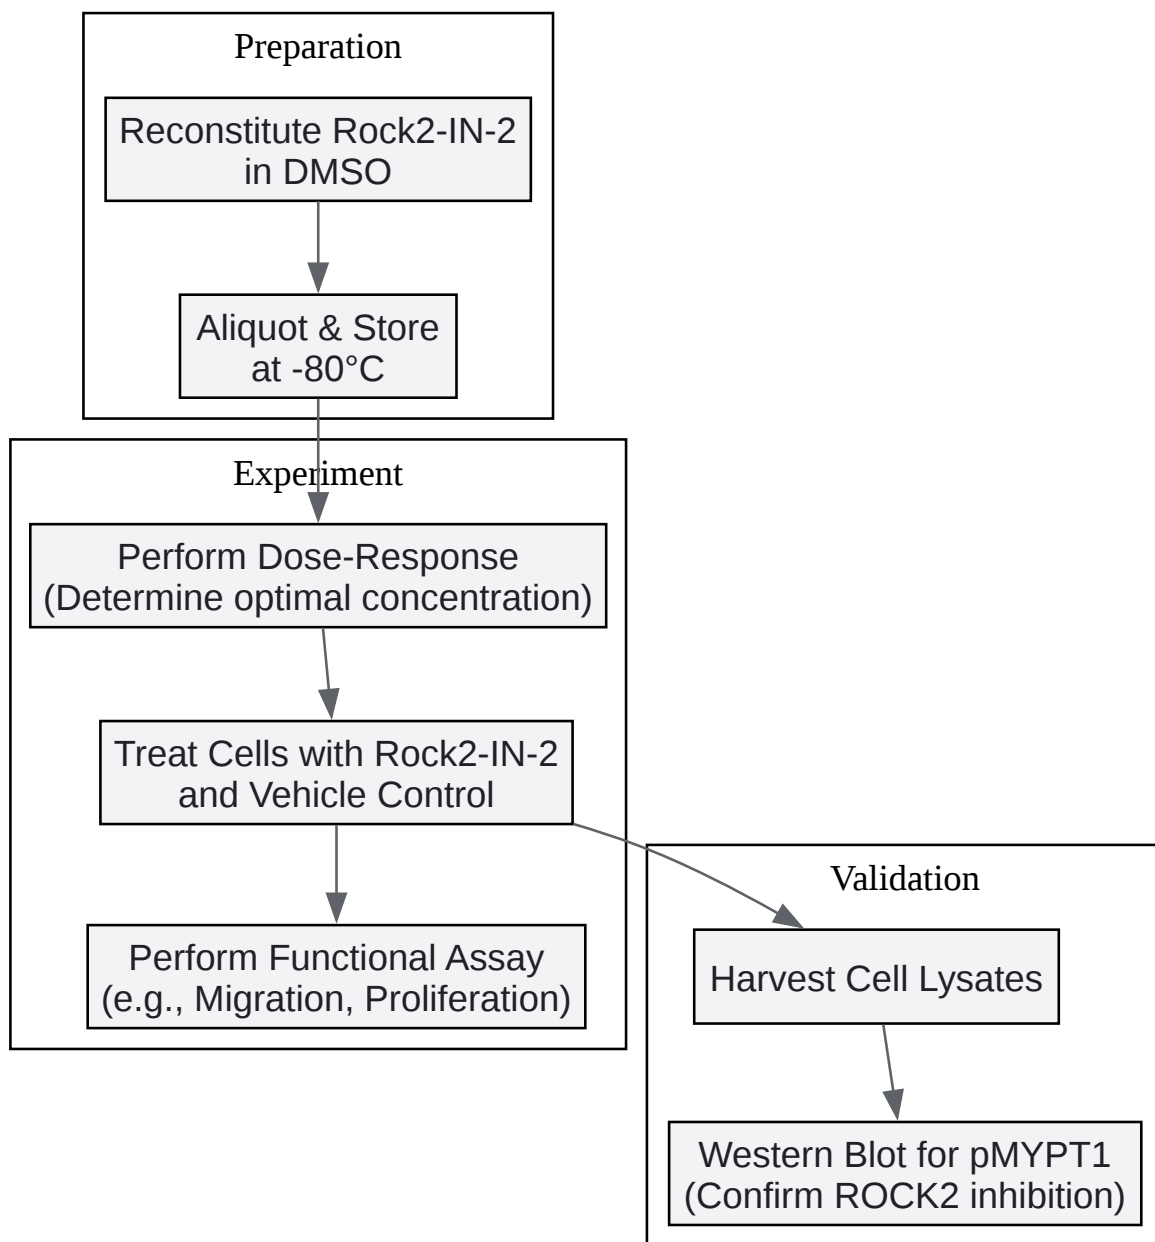 Preparation
Reconstitute Rock2-IN-2
in DMSO
Aliquot & Store
at -80°C
Experiment
Perform Dose-Response
(Determine optimal concentration)
Treat Cells with Rock2-IN-2
and Vehicle Control
Perform Functional Assay
(e.g., Migration, Proliferation)
Validation
Harvest Cell Lysates
Western Blot for pMYPT1
(Confirm ROCK2 inhibition)